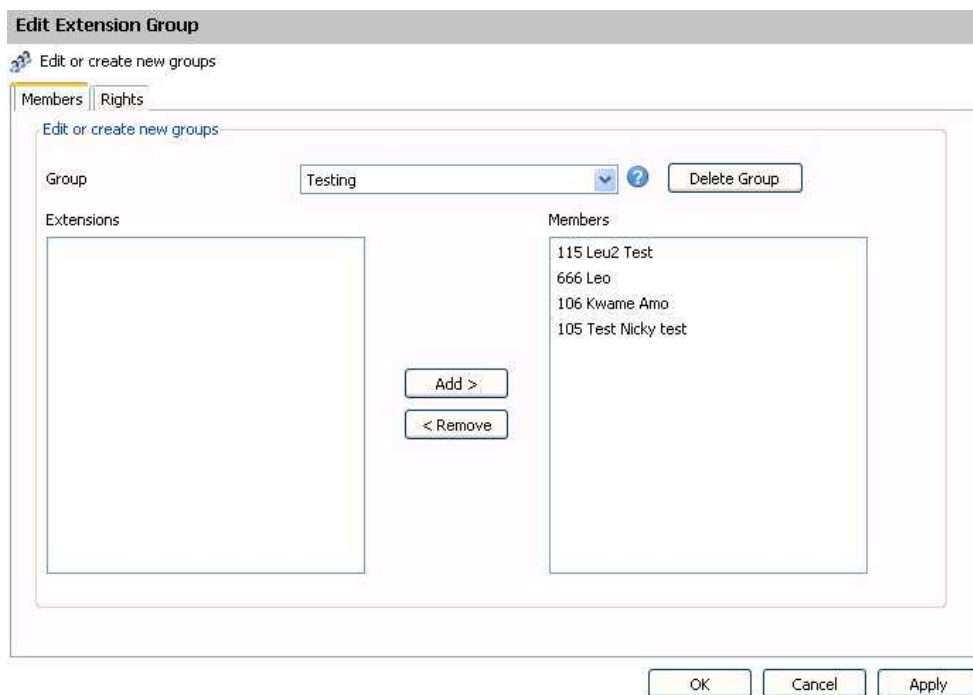 Edit Extension Group
Edit or create new groups
Members Rights
Edit or create new groups
Group Testing ? Delete Group
Extensions Members
115 Leu2 Test
666 Leo
106 Kwame Amo
105 Test Nicky test
Add >
< Remove
OK Cancel Apply